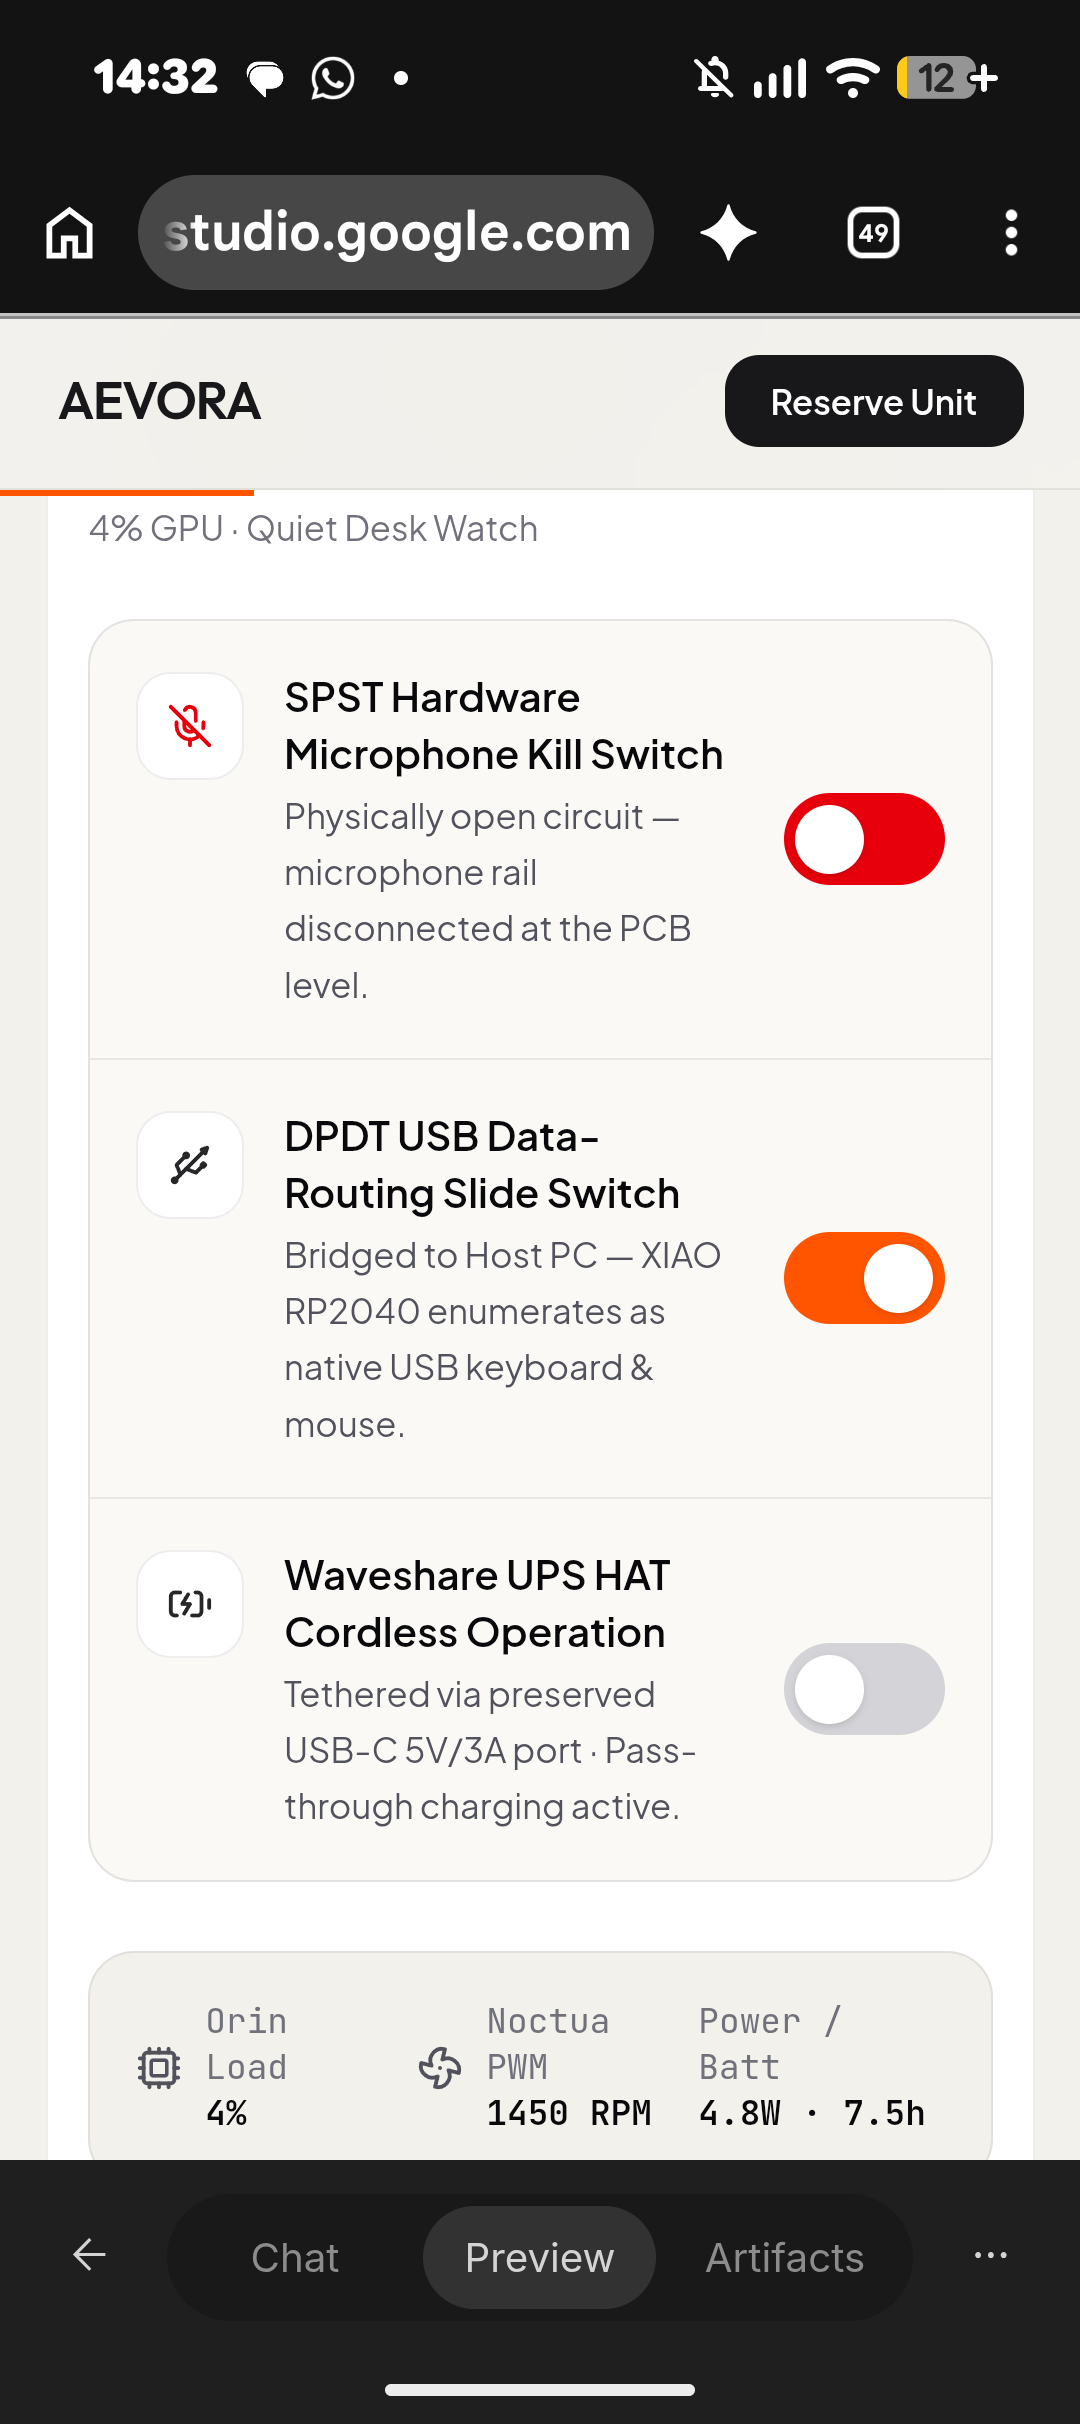 14:32
12
studio.google.com
49
AEVORA
Reserve Unit
4% GPU · Quiet Desk Watch
SPST Hardware
Microphone Kill Switch
Physically open circuit —
microphone rail
disconnected at the PCB
level.
DPDT USB Data-
Routing Slide Switch
Bridged to Host PC — XIAO
RP2040 enumerates as
native USB keyboard &
mouse.
Waveshare UPS HAT
Cordless Operation
Tethered via preserved
USB-C 5V/3A port · Pass-
through charging active.
Orin
Load
4%
Noctua
PWM
1450 RPM
Power /
Batt
4.8W · 7.5h
Chat
Preview
Artifacts